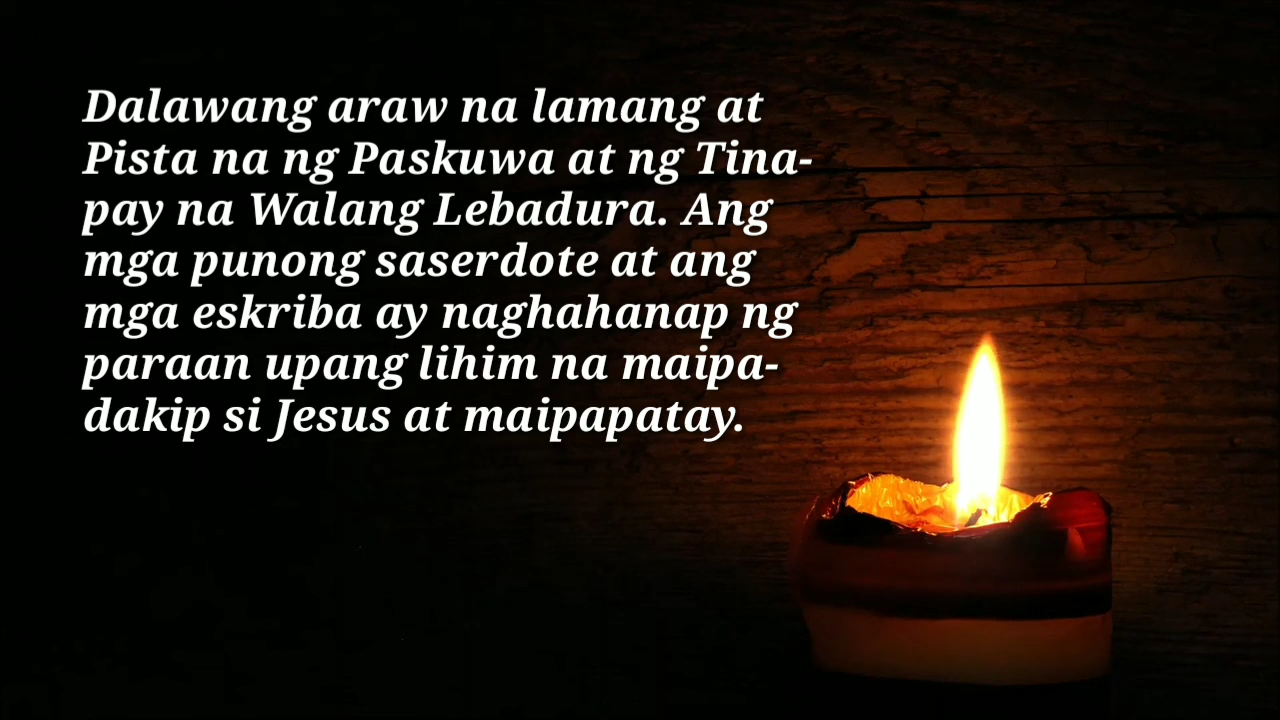 Dalawang araw na lamang at
Pista na ng Paskuwa at ng Tina-
pay na Walang Lebadura. Ang
mga punong saserdote at ang
mga eskriba ay naghahanap ng
paraan upang lihim na maipa-
dakip si Jesus at maipapatay.